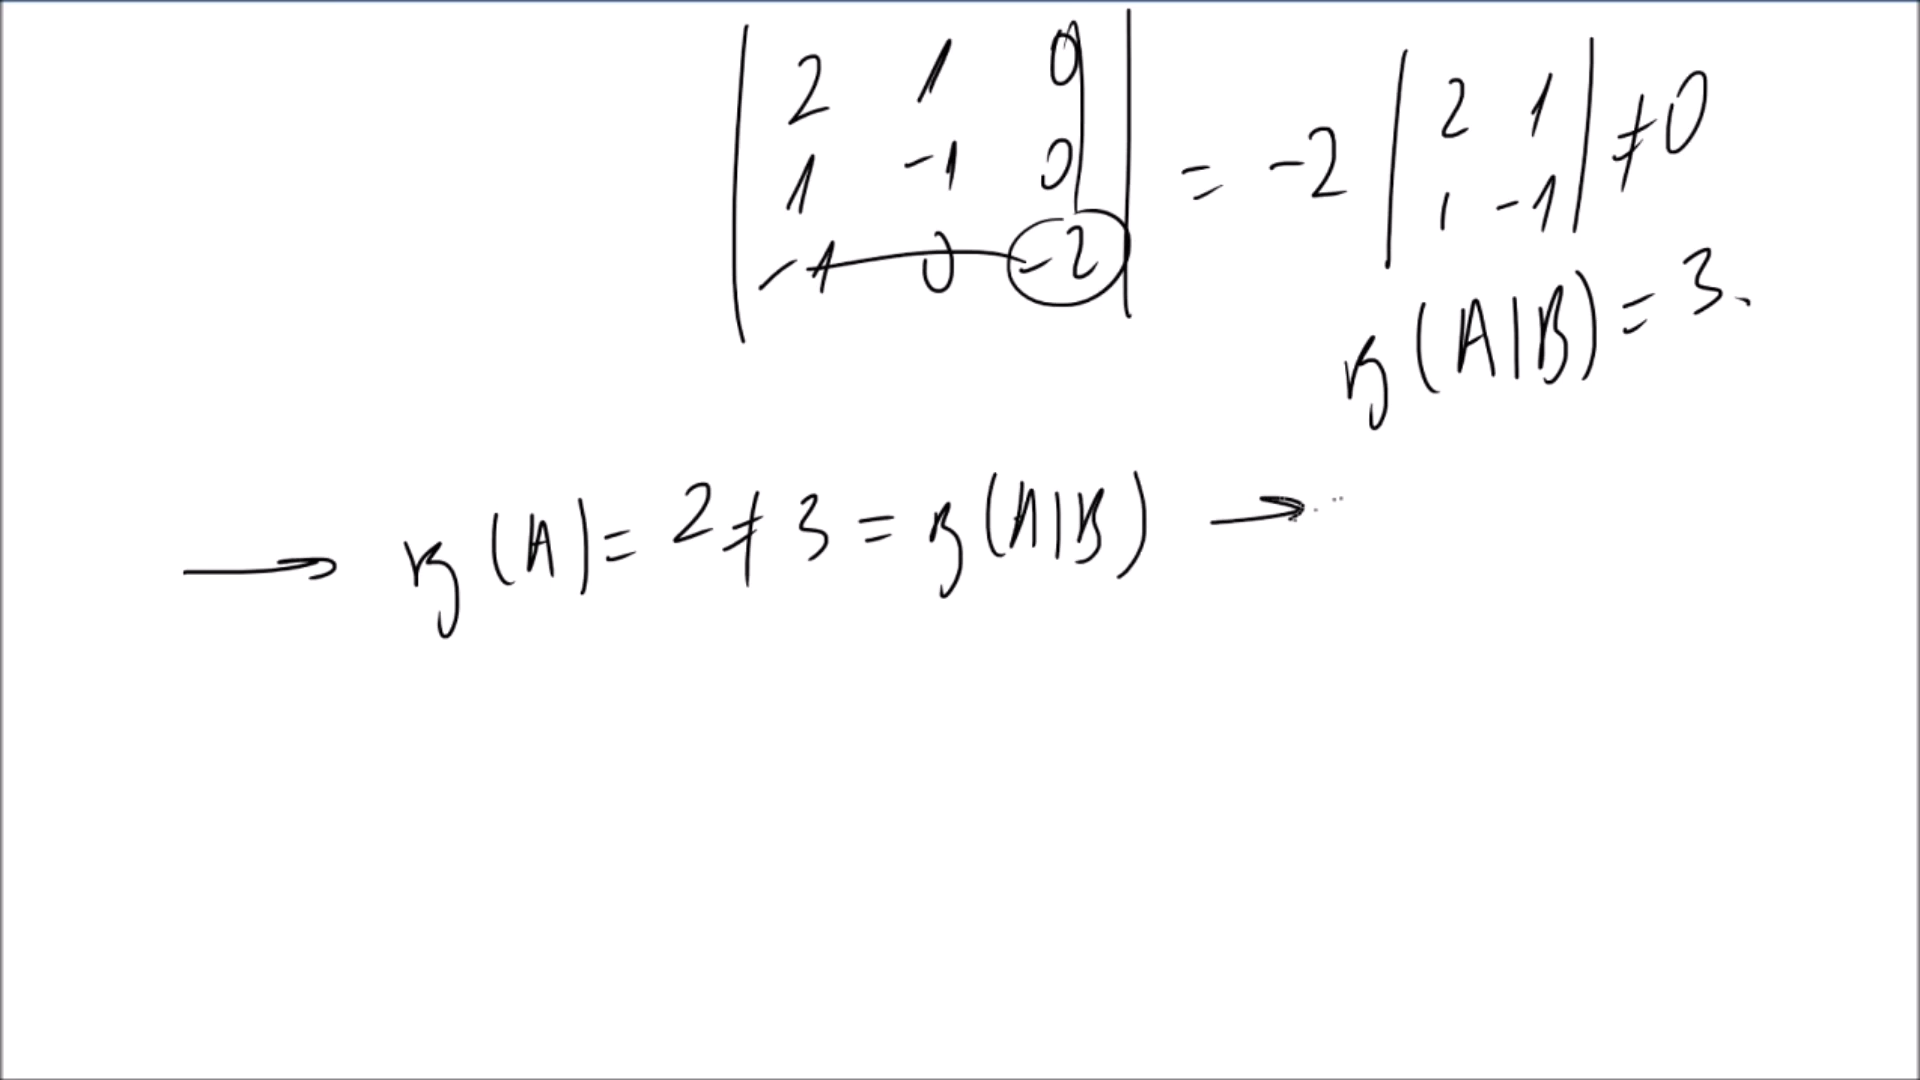 | 2 1 0 |
| 1 -1 0 | = -2 | 2 1 | ≠ 0
| -1 0 -2 | | 1 -1 |
rg (A|B) = 3.
→ rg (A) = 2 ≠ 3 = rg (A|B) →